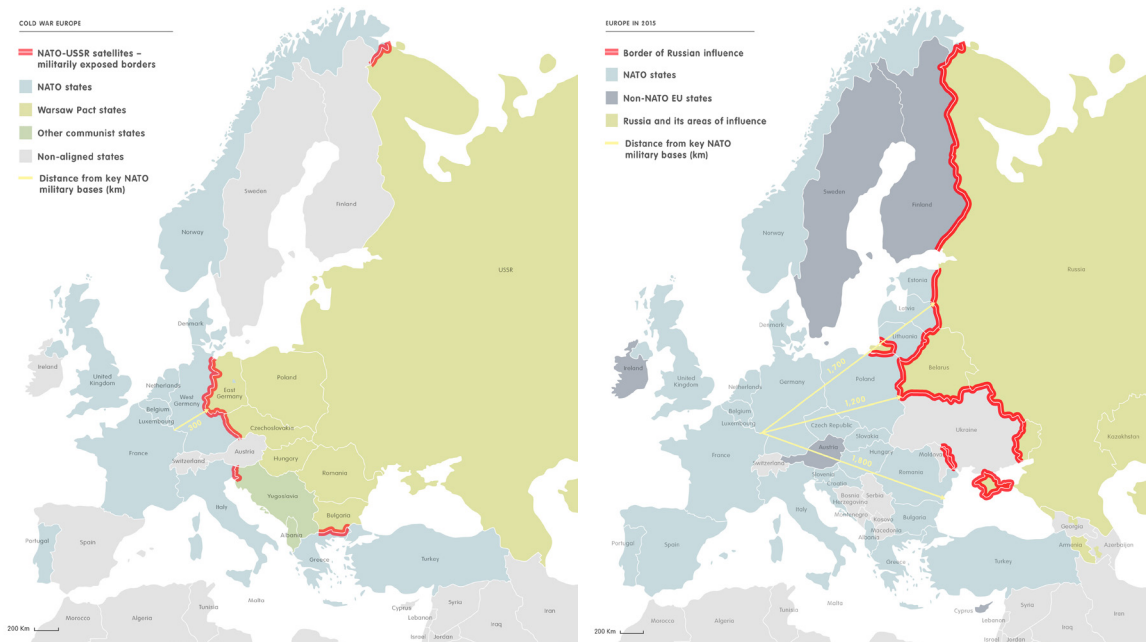 COLD WAR EUROPE
NATO-USSR satellites –
militarily exposed borders
NATO states
Warsaw Pact states
Other communist states
Non-aligned states
Distance from key NATO
military bases (km)
Sweden
Finland
Norway
USSR
Denmark
Ireland
United
Kingdom
Netherlands
West
Germany
East
Germany
Poland
Belgium
Luxembourg
300
Czechoslovakia
France
Switzerland
Austria
Hungary
Romania
Yugoslavia
Italy
Bulgaria
Albania
Portugal
Spain
Greece
Turkey
Malta
Tunisia
Cyprus
Lebanon
Syria
Iran
Morocco
Algeria
Iraq
Israel
Jordan
200 Km
EUROPE IN 2015
Border of Russian influence
NATO states
Non-NATO EU states
Russia and its areas of influence
Distance from key NATO
military bases (km)
Sweden
Finland
Norway
Russia
Estonia
Latvia
Denmark
Lithuania
Ireland
United
Kingdom
1,700
Belarus
Netherlands
Germany
Poland
1,280
Belgium
Luxembourg
Czech Republic
Ukraine
Kazakhstan
Slovakia
France
Austria
Hungary
Moldova
Switzerland
1,800
Slovenia
Romania
Croatia
Bosnia
Herzegovina
Serbia
Italy
Montenegro
Kosovo
Bulgaria
Macedonia
Albania
Georgia
Armenia
Azerbaijan
Portugal
Spain
Greece
Turkey
Malta
Tunisia
Cyprus
Lebanon
Syria
Iran
Morocco
Algeria
Iraq
Israel
Jordan
200 Km